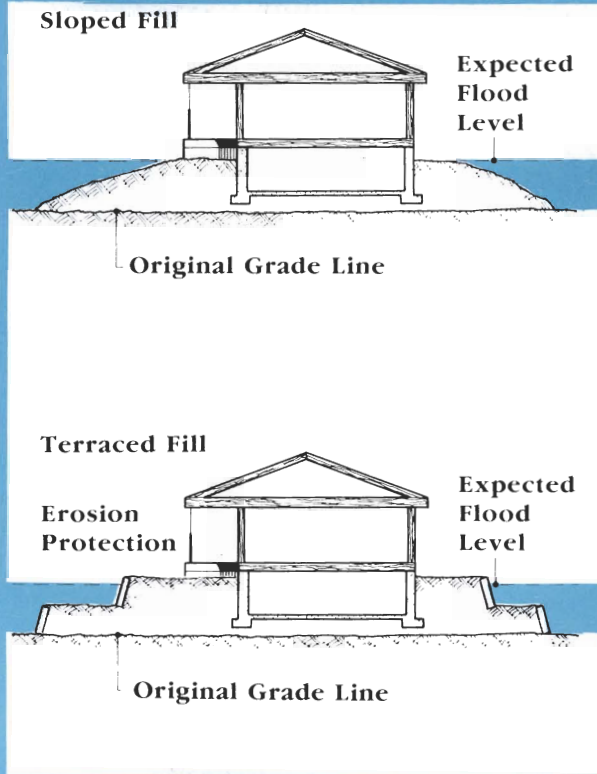 Sloped Fill
Expected
Flood
Level
Original Grade Line
Terraced Fill
Erosion
Protection
Expected
Flood
Level
Original Grade Line